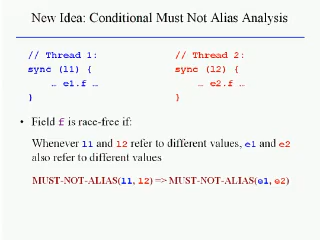 New Idea: Conditional Must Not Alias Analysis
// Thread 1:
sync (l1) {
… e1.f …
}
// Thread 2:
sync (l2) {
… e2.f …
}
• Field f is race-free if:
Whenever l1 and l2 refer to different values, e1 and e2
also refer to different values
MUST-NOT-ALIAS(l1, l2) => MUST-NOT-ALIAS(e1, e2)